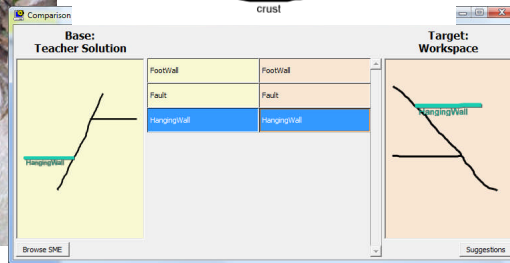 crust
Comparison
Base:
Teacher Solution
Target:
Workspace
FootWall FootWall
Fault Fault
HangingWall HangingWall
HangingWall
HangingWall
Browse SME
Suggestions